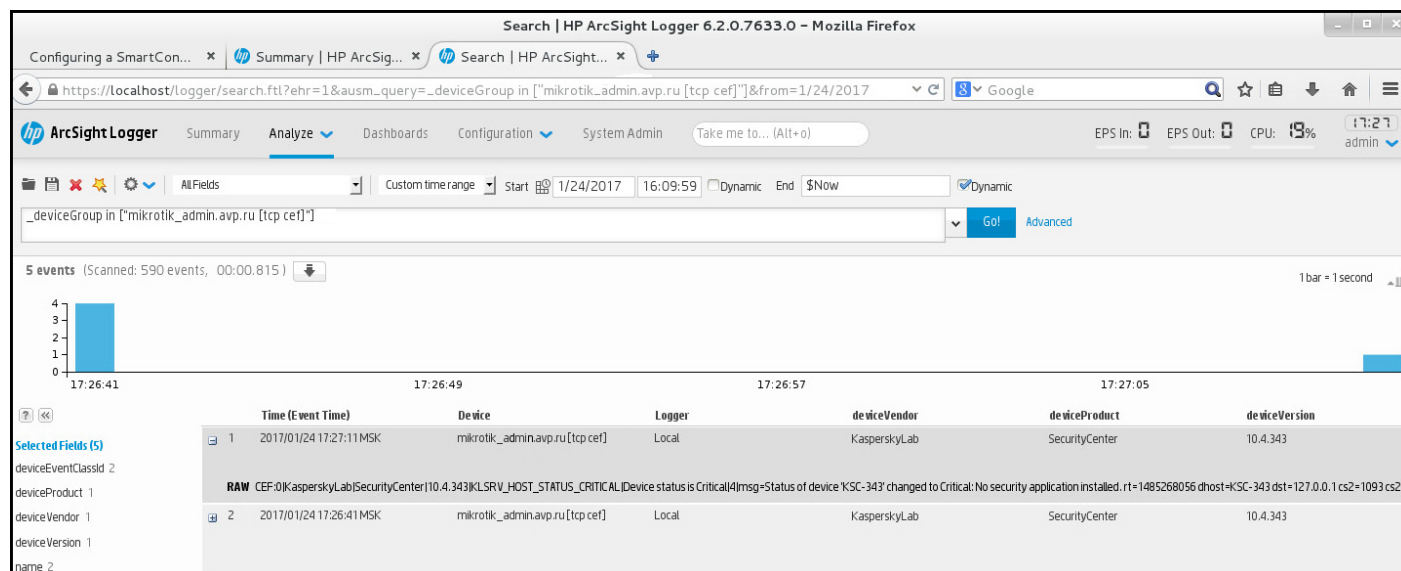 Search | HP ArcSight Logger 6.2.0.7633.0 - Mozilla Firefox
Configuring a SmartCon... × Summary | HP ArcSig... × Search | HP ArcSight... ×
https://localhost/logger/search.ftl?ehr=1&ausm_query=_deviceGroup in ["mikrotik_admin.avp.ru [tcp cef]"]&from=1/24/2017 Google
hp ArcSight Logger Summary Analyze Dashboards Configuration System Admin Take me to... (Alt+o) EPS In: 0 EPS Out: 0 CPU: 19% 17:27
admin
All Fields Custom time range Start 1/24/2017 16:09:59 Dynamic End $Now Dynamic
_deviceGroup in ["mikrotik_admin.avp.ru [tcp cef]"] Go! Advanced
5 events (Scanned: 590 events, 00:00.815 )
1 bar = 1 second
4
3
2
1
0
17:26:41 17:26:49 17:26:57 17:27:05
? «
Time (Event Time) Device Logger deviceVendor deviceProduct deviceVersion
Selected Fields (5)
1 2017/01/24 17:27:11 MSK mikrotik_admin.avp.ru [tcp cef] Local KasperskyLab SecurityCenter 10.4.343
deviceEventClassId 2
RAW CEF:0|KasperskyLab|SecurityCenter|10.4.343|KLSRV_HOST_STATUS_CRITICAL|Device status is Critical|4|msg=Status of device 'KSC-343' changed to Critical: No security application installed. rt=1485268056 dhost=KSC-343 dst=127.0.0.1 cs2=1093 cs2
deviceProduct 1
2 2017/01/24 17:26:41 MSK mikrotik_admin.avp.ru [tcp cef] Local KasperskyLab SecurityCenter 10.4.343
deviceVendor 1
deviceVersion 1
name 2